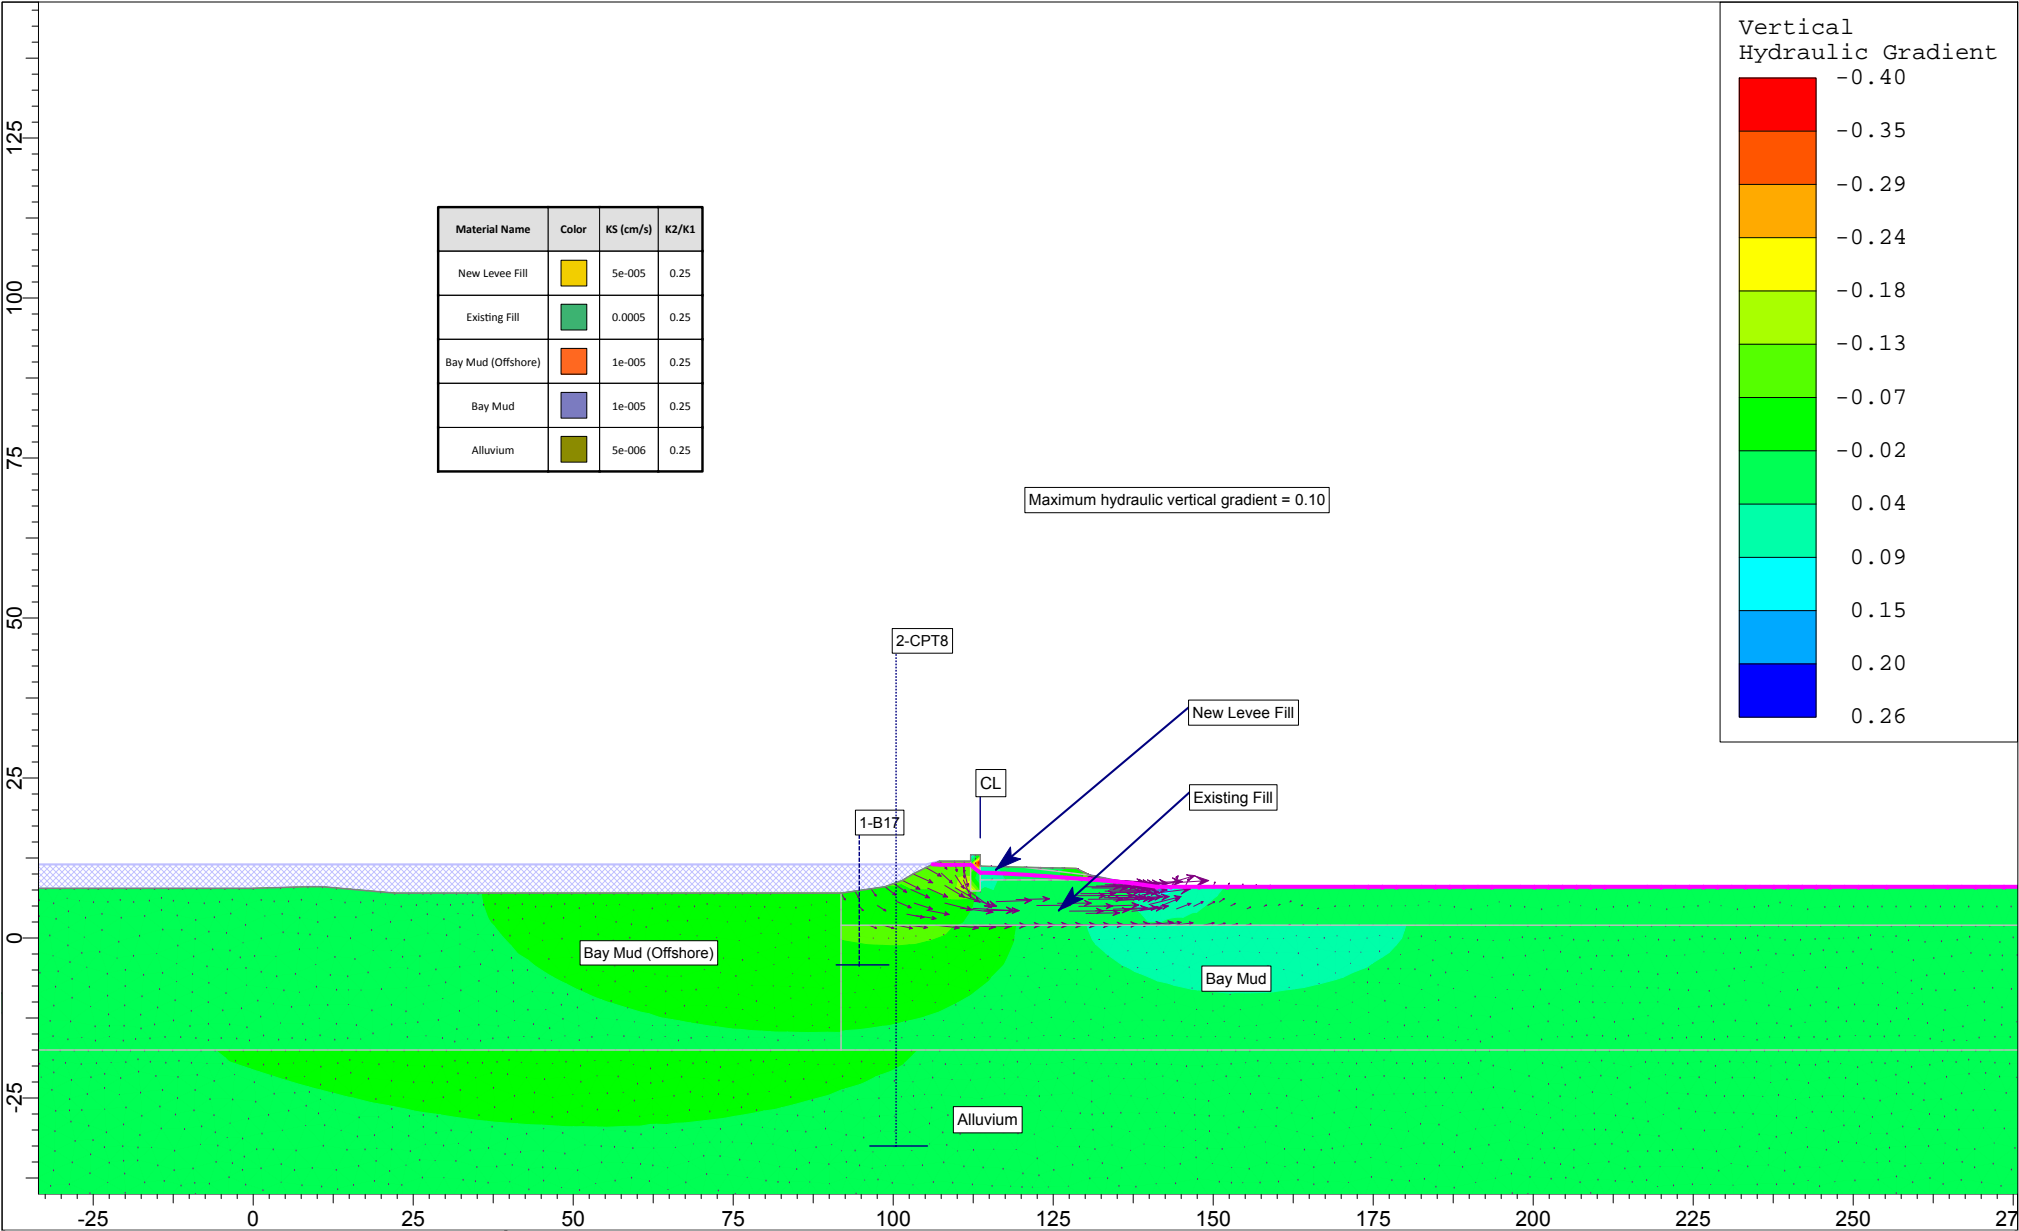 Vertical
Hydraulic Gradient
-0.40
-0.35
-0.29
-0.24
-0.18
-0.13
-0.07
-0.02
0.04
0.09
0.15
0.20
0.26
125
100
75
50
25
0
-25
Material Name Color KS (cm/s) K2/K1
New Levee Fill 5e-005 0.25
Existing Fill 0.0005 0.25
Bay Mud (Offshore) 1e-005 0.25
Bay Mud 1e-005 0.25
Alluvium 5e-006 0.25
Maximum hydraulic vertical gradient = 0.10
2-CPT8
New Levee Fill
CL
Existing Fill
1-B17
Bay Mud (Offshore)
Bay Mud
Alluvium
-25 0 25 50 75 100 125 150 175 200 225 250 27